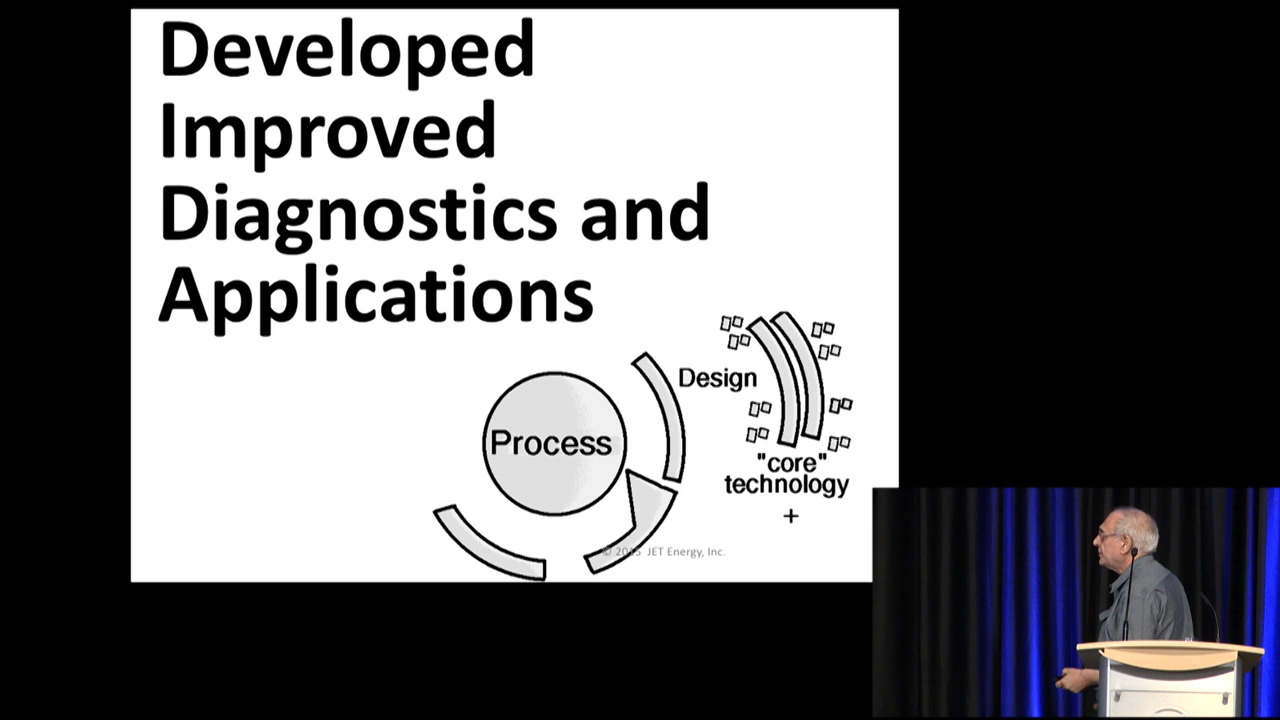 Developed
Improved
Diagnostics and
Applications
Design
Process
"core"
technology
+
© 2015 JET Energy, Inc.